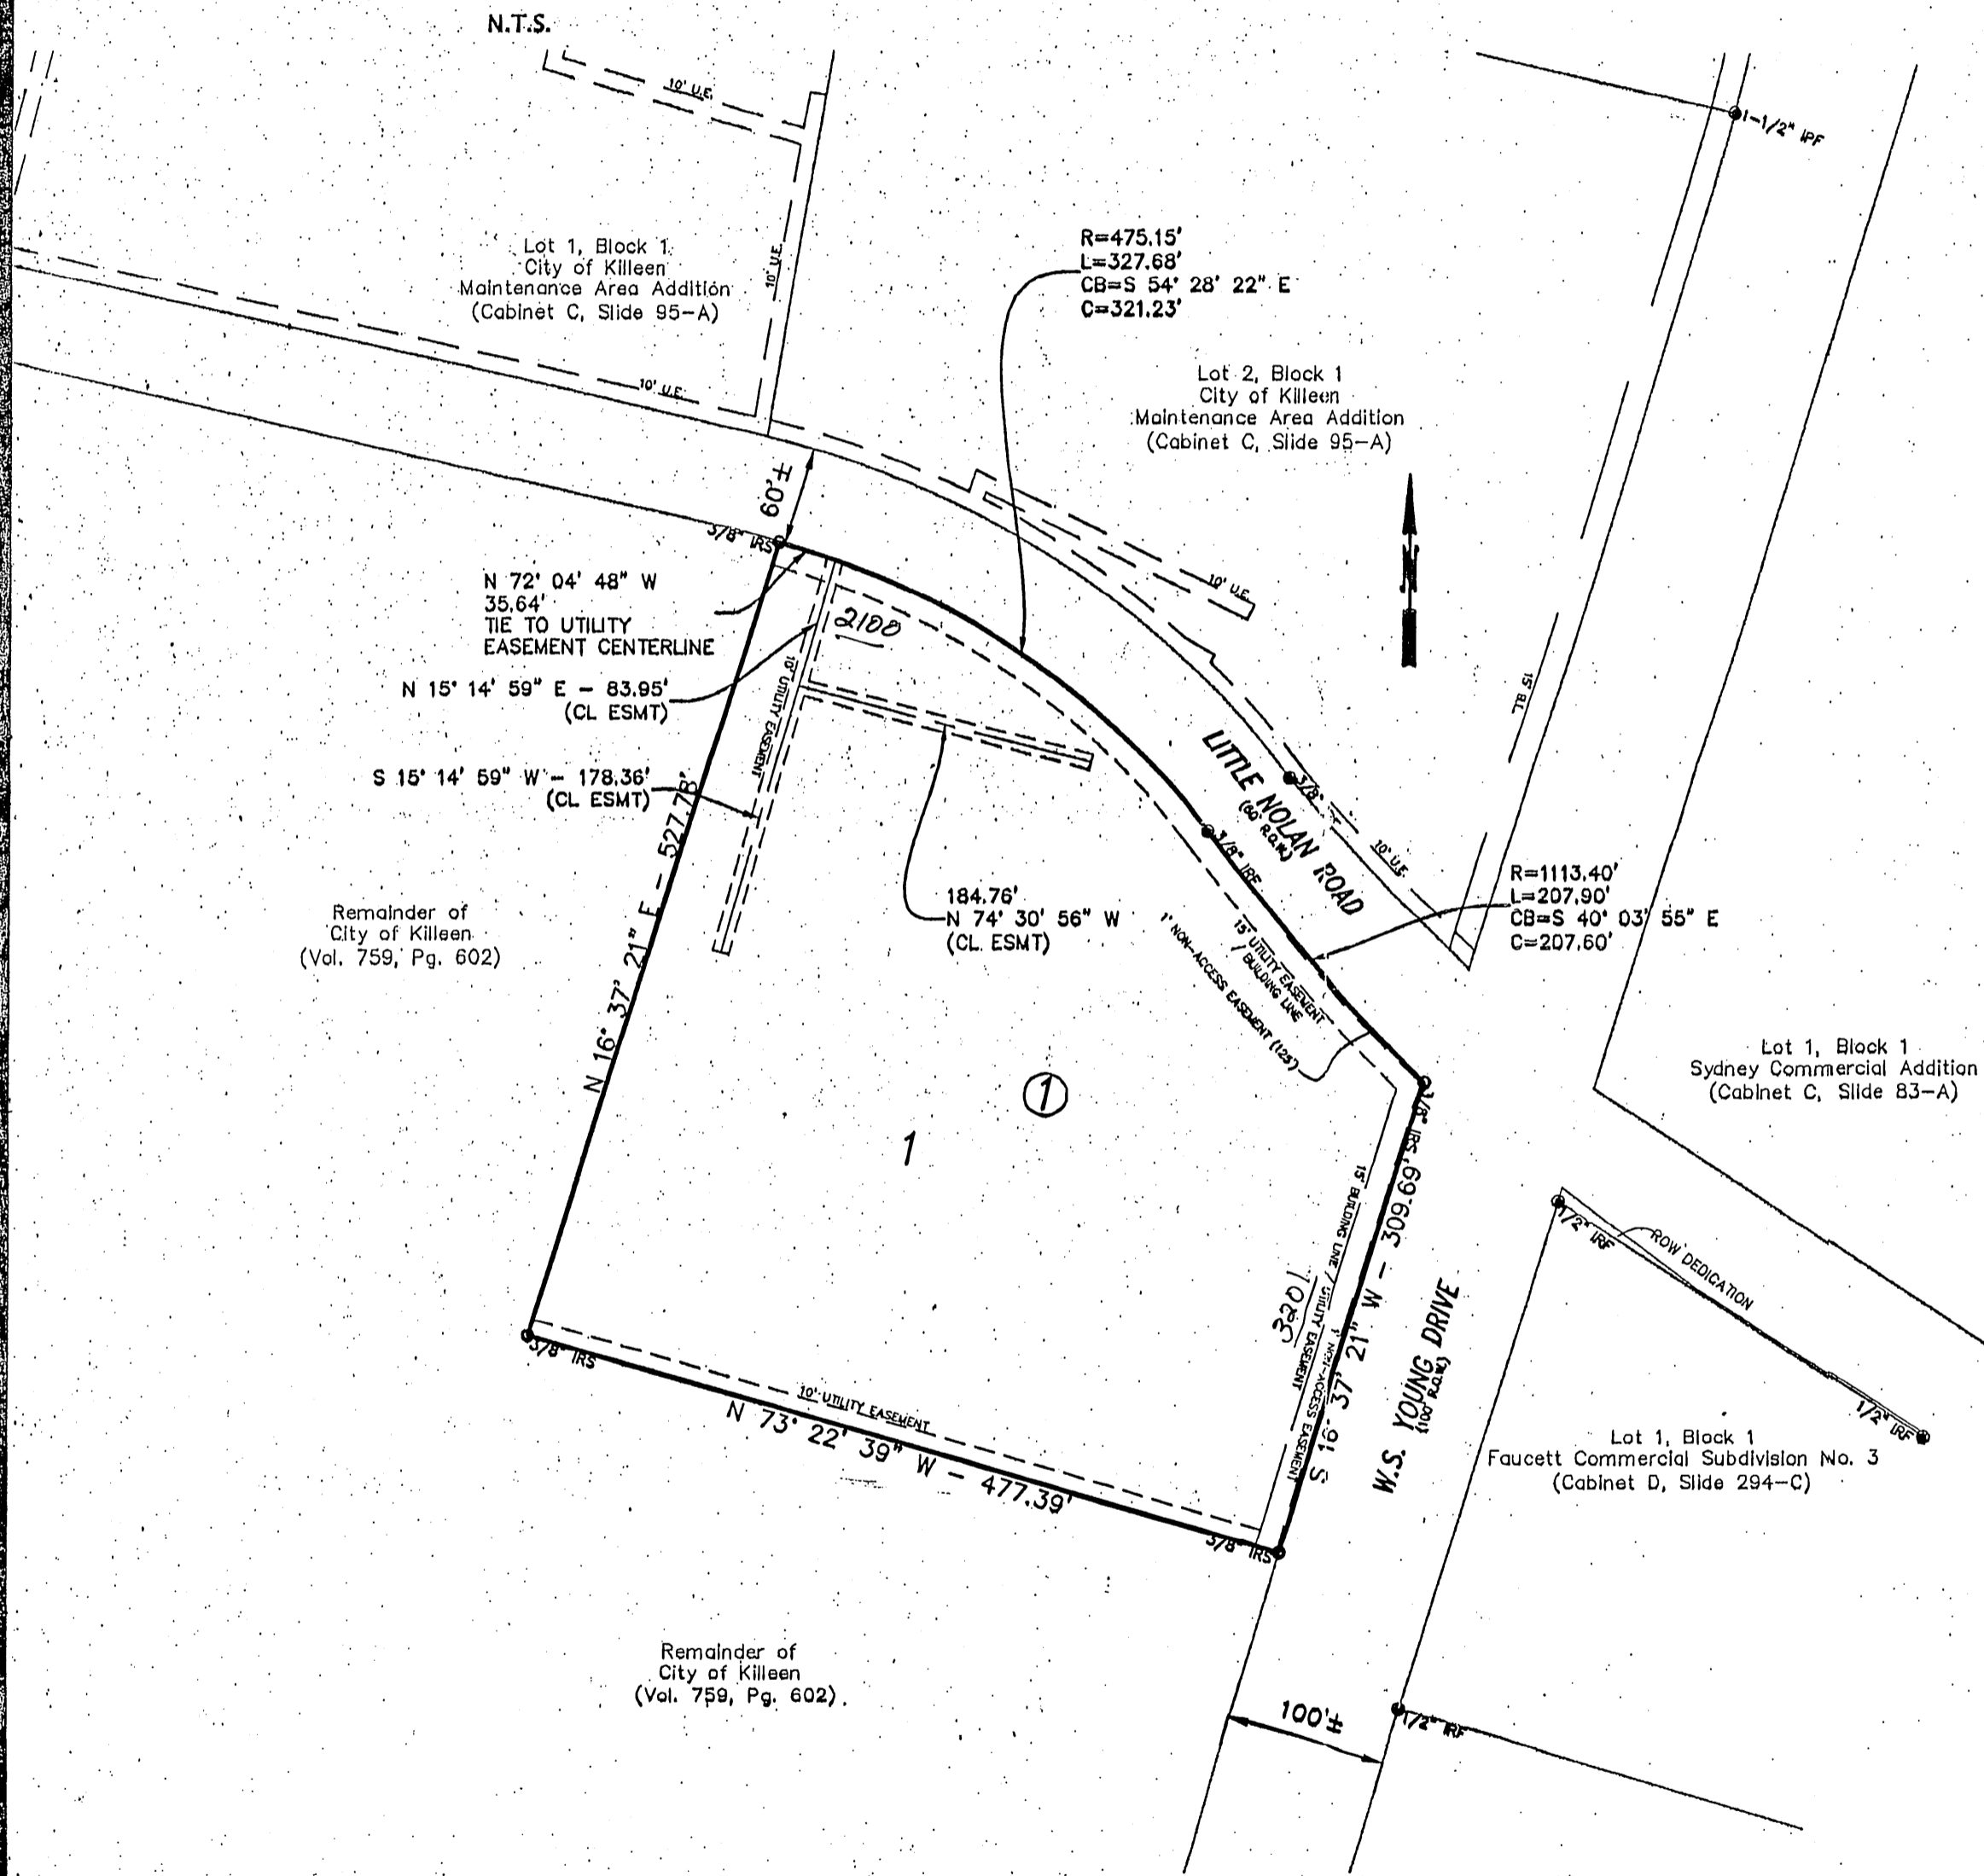 N.T.S.
10' U.E.
1-1/2" IPF
Lot 1, Block 1
City of Killeen
Maintenance Area Addition
(Cabinet C, Slide 95-A)
10' U.E.
10' U.E.
R=475.15'
L=327.68'
CB=S 54° 28' 22" E
C=321.23'
Lot 2, Block 1
City of Killeen
Maintenance Area Addition
(Cabinet C, Slide 95-A)
60'±
3/8" IRS
N
10' U.E.
N 72° 04' 48" W
35.64'
TIE TO UTILITY
EASEMENT CENTERLINE
2100
N 15° 14' 59" E - 83.95'
(CL ESMT)
10' UTILITY EASEMENT
15' B.L.
S 15° 14' 59" W - 178.36'
(CL ESMT)
LITTLE NOLAN ROAD
(60' R.O.W.)
3/8"
3/8" IRF
10' U.E.
184.76'
N 74° 30' 56" W
(CL. ESMT)
R=1113.40'
L=207.90'
CB=S 40° 03' 55" E
C=207.60'
Remainder of
City of Killeen
(Vol. 759, Pg. 602)
N 16° 37' 21" E - 527.78'
15' UTILITY EASEMENT
/ BUILDING LINE
1' NON-ACCESS EASEMENT (125')
Lot 1, Block 1
Sydney Commercial Addition
(Cabinet C, Slide 83-A)
1
1
3/8" IRS
S 16° 37' 21" W - 309.69'
15' BUILDING LINE / UTILITY EASEMENT
1' NON-ACCESS EASEMENT
3201
W.S. YOUNG DRIVE
(100' R.O.W.)
1/2" IRF
ROW DEDICATION
1/2" IRF
3/8" IRS
10' UTILITY EASEMENT
N 73° 22' 39" W - 477.39'
3/8" IRS
Lot 1, Block 1
Faucett Commercial Subdivision No. 3
(Cabinet D, Slide 294-C)
Remainder of
City of Killeen
(Vol. 759, Pg. 602)
100'±
1/2" IRF